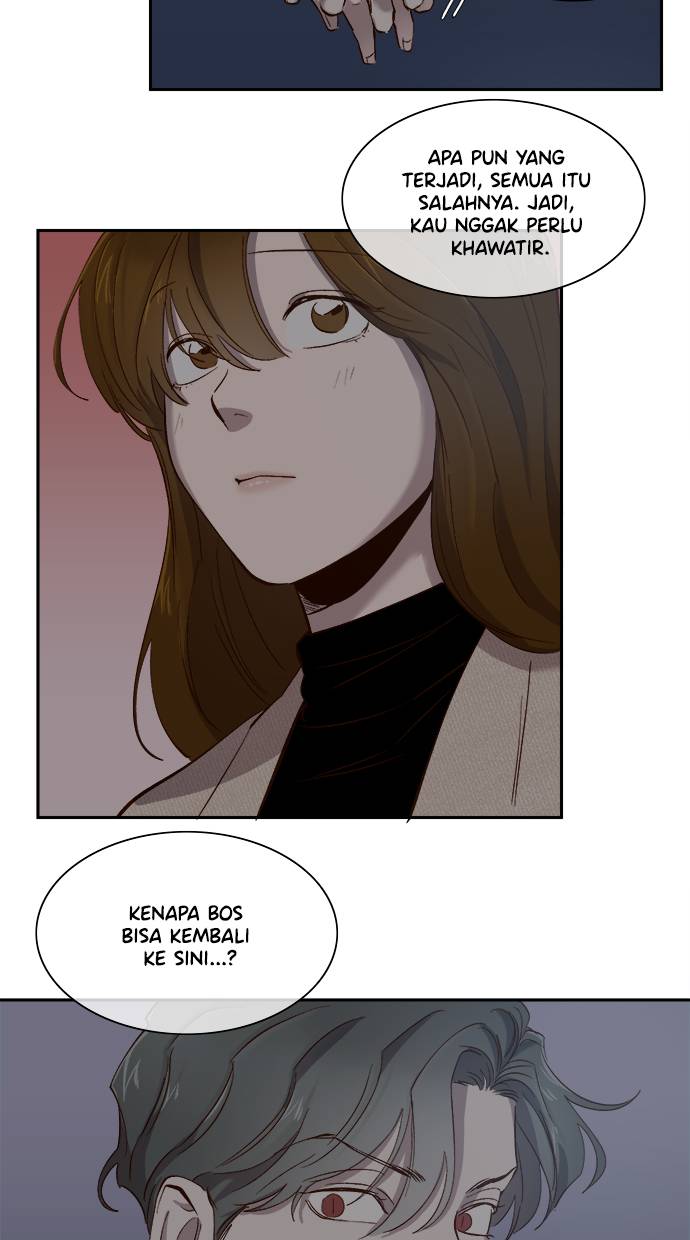 APA PUN YANG
TERJADI, SEMUA ITU
SALAHNYA. JADI,
KAU NGGAK PERLU
KHAWATIR.
KENAPA BOS
BISA KEMBALI
KE SINI...?